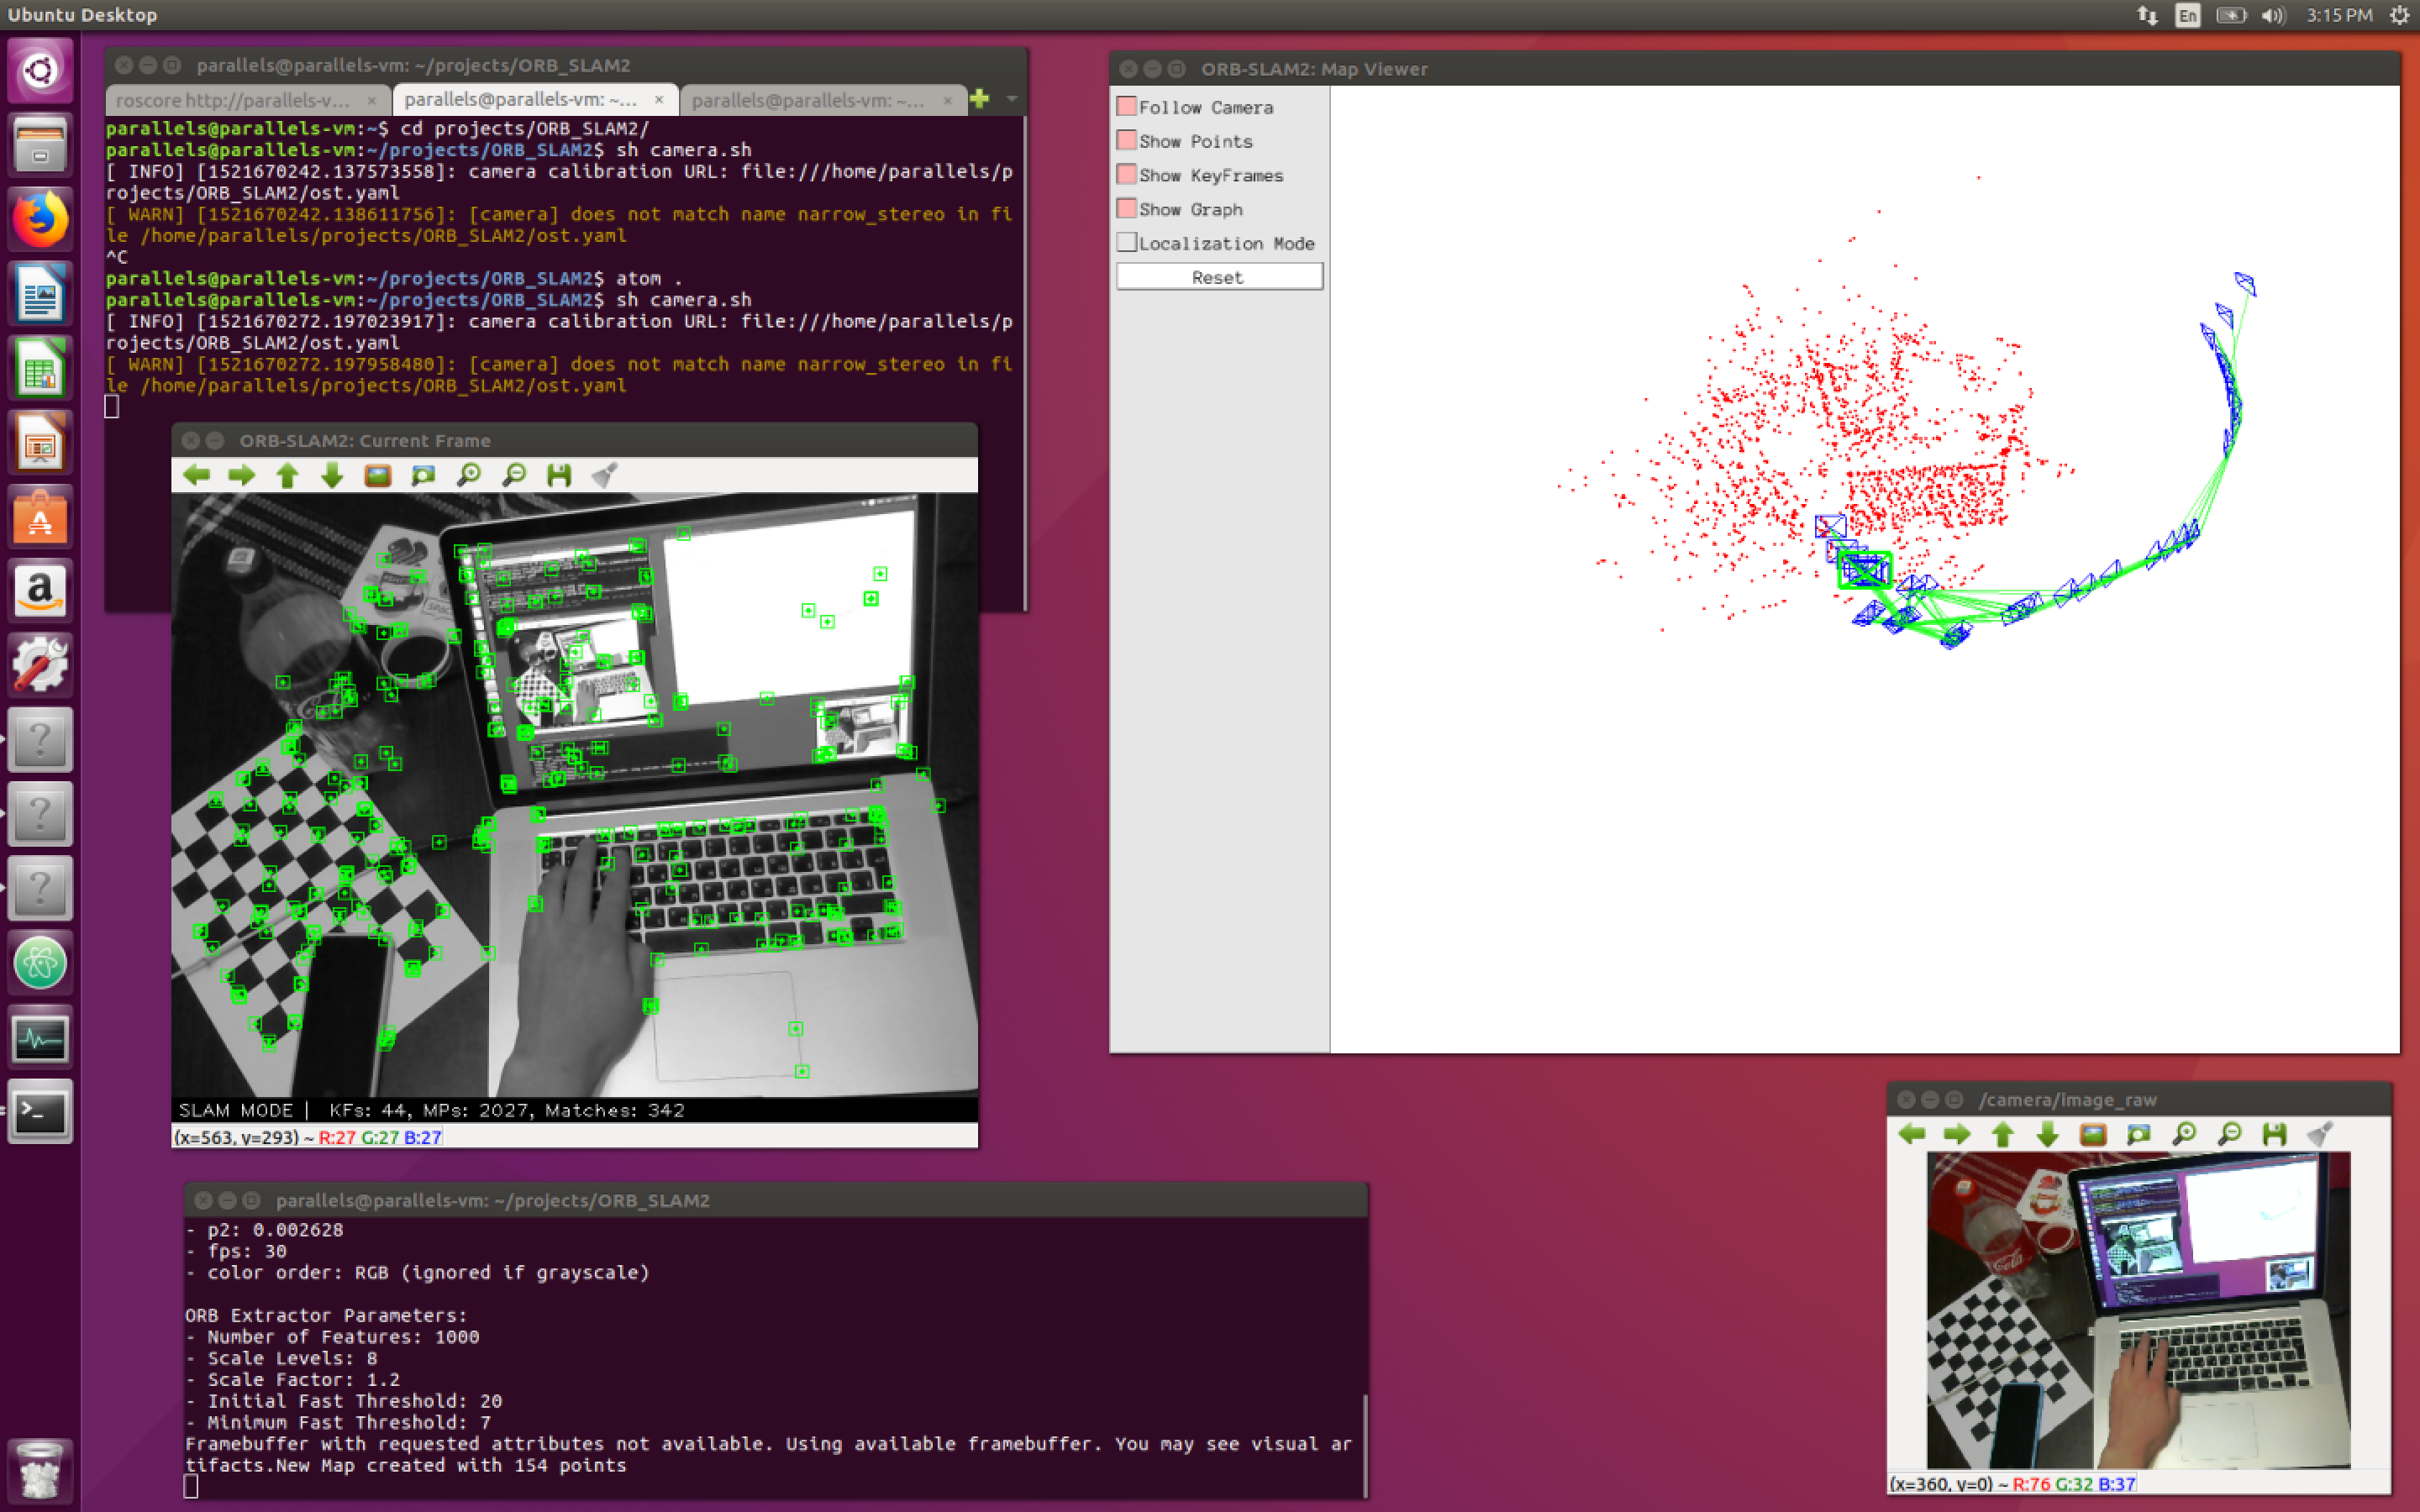 Ubuntu Desktop
En
3:15 PM
parallels@parallels-vm: ~/projects/ORB_SLAM2
roscore http://parallels-v... ×
parallels@parallels-vm: ~... ×
parallels@parallels-vm: ~... ×
parallels@parallels-vm:~$ cd projects/ORB_SLAM2/
parallels@parallels-vm:~/projects/ORB_SLAM2$ sh camera.sh
[ INFO] [1521670242.137573558]: camera calibration URL: file:///home/parallels/p
rojects/ORB_SLAM2/ost.yaml
[ WARN] [1521670242.138611756]: [camera] does not match name narrow_stereo in fi
le /home/parallels/projects/ORB_SLAM2/ost.yaml
^C
parallels@parallels-vm:~/projects/ORB_SLAM2$ atom .
parallels@parallels-vm:~/projects/ORB_SLAM2$ sh camera.sh
[ INFO] [1521670272.197023917]: camera calibration URL: file:///home/parallels/p
rojects/ORB_SLAM2/ost.yaml
[ WARN] [1521670272.197958480]: [camera] does not match name narrow_stereo in fi
le /home/parallels/projects/ORB_SLAM2/ost.yaml
ORB-SLAM2: Current Frame
SLAM MODE | KFs: 44, MPs: 2027, Matches: 342
(x=563, y=293) ~ R:27 G:27 B:27
ORB-SLAM2: Map Viewer
Follow Camera
Show Points
Show KeyFrames
Show Graph
Localization Mode
Reset
parallels@parallels-vm: ~/projects/ORB_SLAM2
- p2: 0.002628
- fps: 30
- color order: RGB (ignored if grayscale)
ORB Extractor Parameters:
- Number of Features: 1000
- Scale Levels: 8
- Scale Factor: 1.2
- Initial Fast Threshold: 20
- Minimum Fast Threshold: 7
Framebuffer with requested attributes not available. Using available framebuffer. You may see visual ar
tifacts.New Map created with 154 points
/camera/image_raw
(x=360, y=0) ~ R:76 G:32 B:37